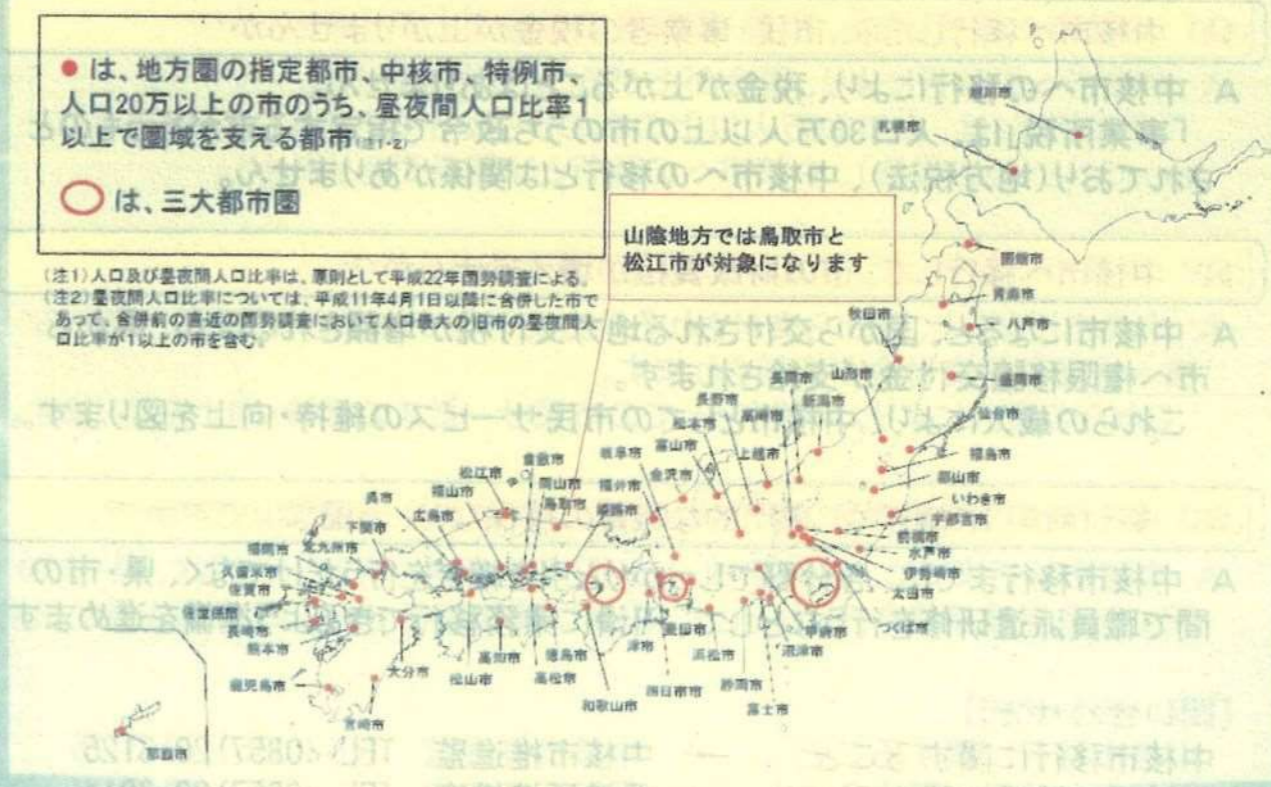 ●は、地方圏の指定都市、中核市、特例市、
人口20万以上の市のうち、昼夜間人口比率1
以上で圏域を支える都市(注1・2)
○は、三大都市圏
(注1)人口及び昼夜間人口比率は、原則として平成22年国勢調査による。
(注2)昼夜間人口比率については、平成11年4月1日以降に合併した市で
あって、合併前の直近の国勢調査において人口最大の旧市の昼夜間人
口比率が1以上の市を含む。
山陰地方では鳥取市と
松江市が対象になります
旭川市
札幌市
函館市
青森市
八戸市
秋田市
盛岡市
仙台市
山形市
福島市
郡山市
いわき市
宇都宮市
前橋市
水戸市
伊勢崎市
太田市
つくば市
長岡市
新潟市
長野市
高崎市
松本市
上越市
富山市
金沢市
岐阜市
福井市
姫路市
倉敷市
岡山市
鳥取市
松江市
福山市
呉市
広島市
下関市
北九州市
福岡市
久留米市
佐賀市
佐世保市
長崎市
熊本市
鹿児島市
宮崎市
大分市
松山市
高知市
高松市
徳島市
和歌山市
津市
四日市市
豊田市
浜松市
静岡市
富士市
沼津市
甲府市
那覇市